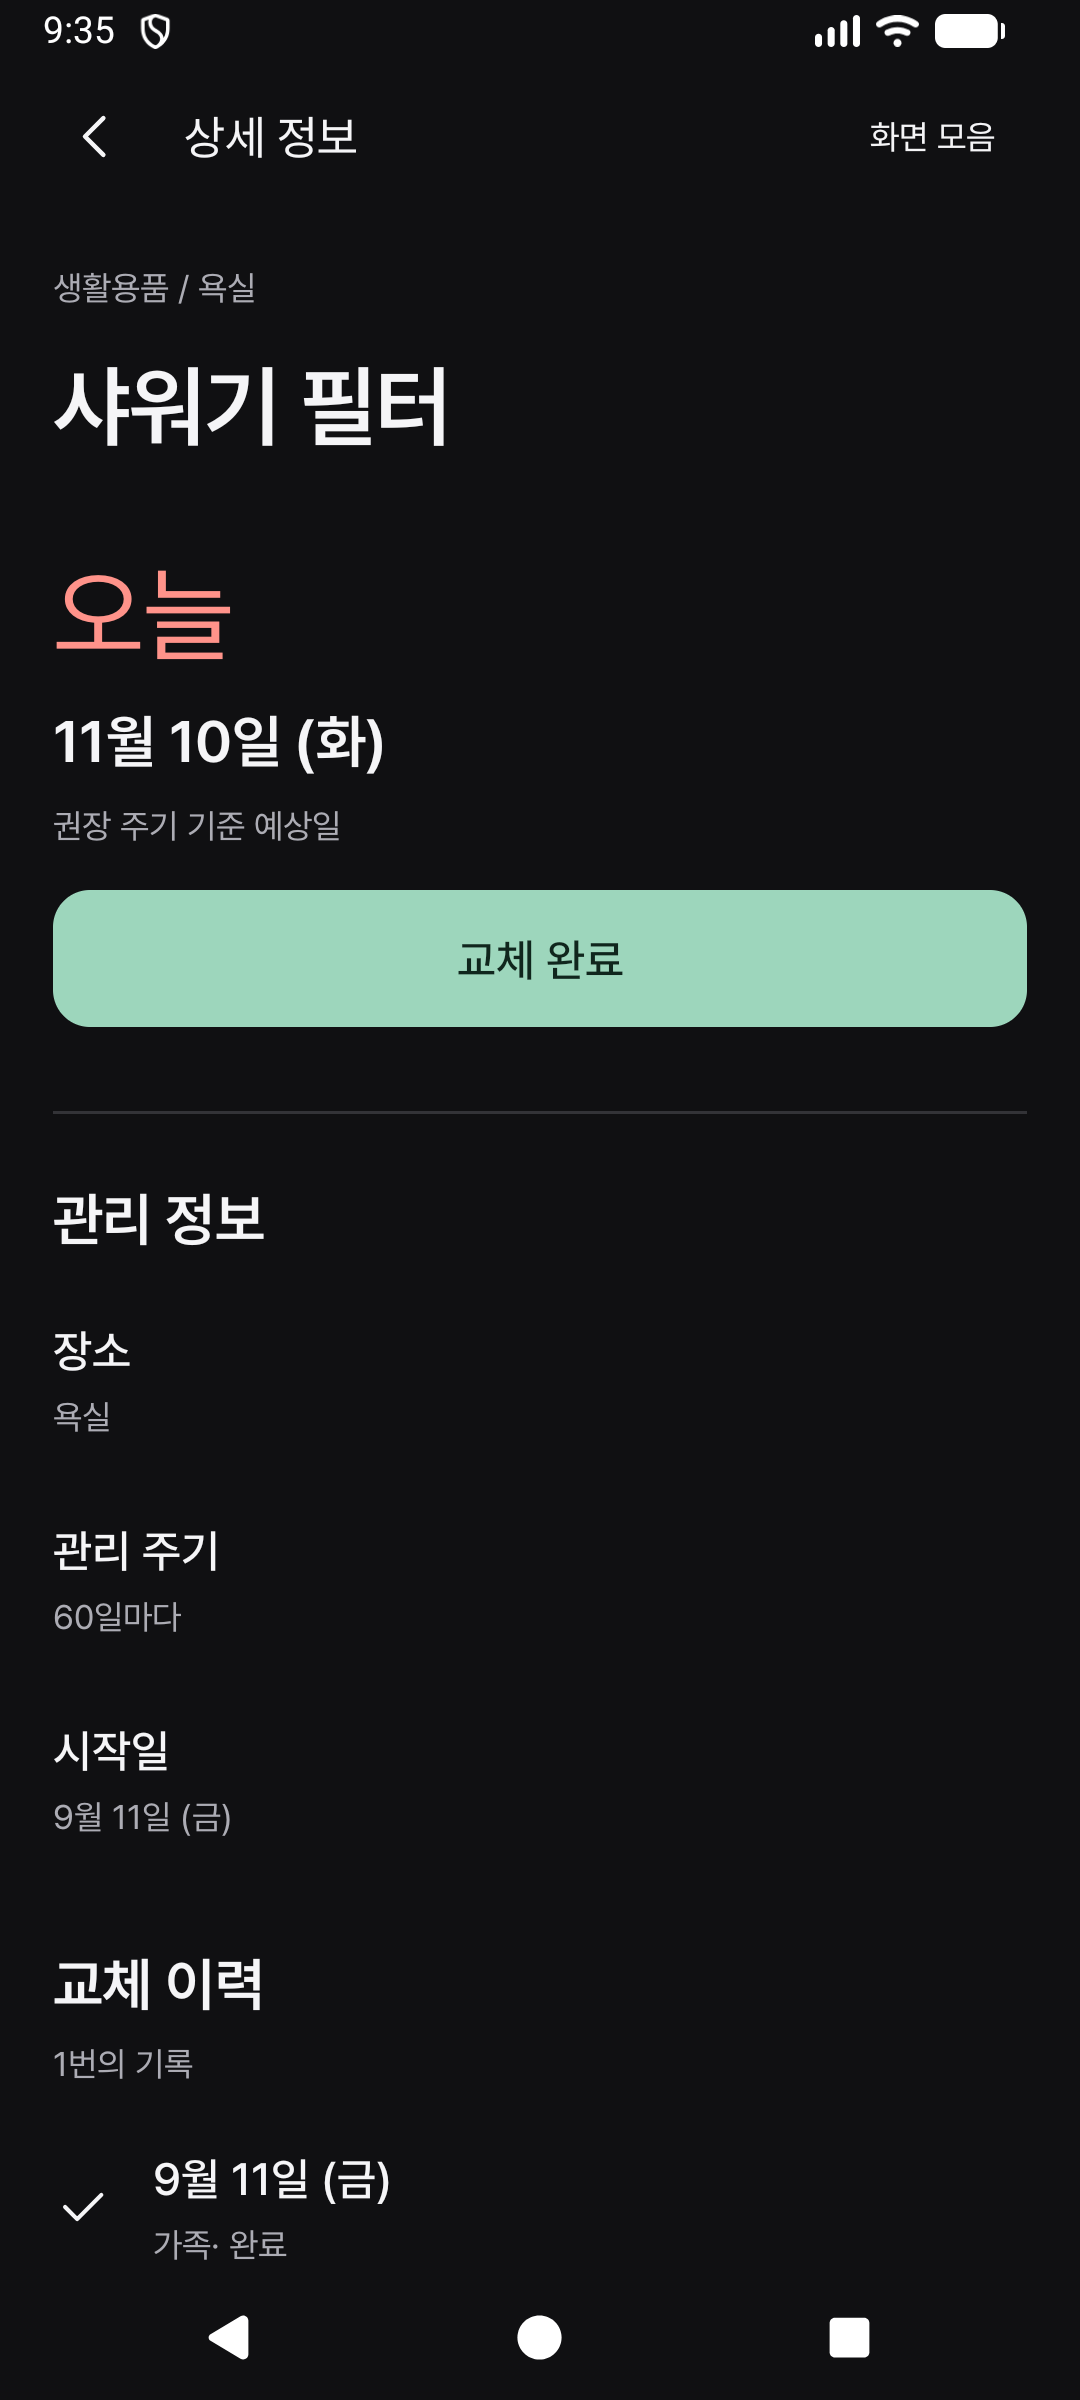 9:35
상세 정보
화면 모음
생활용품 / 욕실
샤워기 필터
오늘
11월 10일 (화)
권장 주기 기준 예상일
교체 완료
관리 정보
장소
욕실
관리 주기
60일마다
시작일
9월 11일 (금)
교체 이력
1번의 기록
9월 11일 (금)
가족· 완료